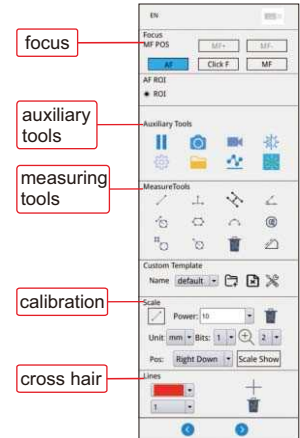 EN
focus
Focus
MF POS
MF+
MF-
AF
Click F
MF
AF ROI
ROI
auxiliary
tools
Auxiliary Tools
measuring
tools
MeasureTools
Custom Template
Name default
calibration
Scale
Power: 10
Unit: mm Bits: 1 2
Pos: Right Down Scale Show
cross hair
Lines
1